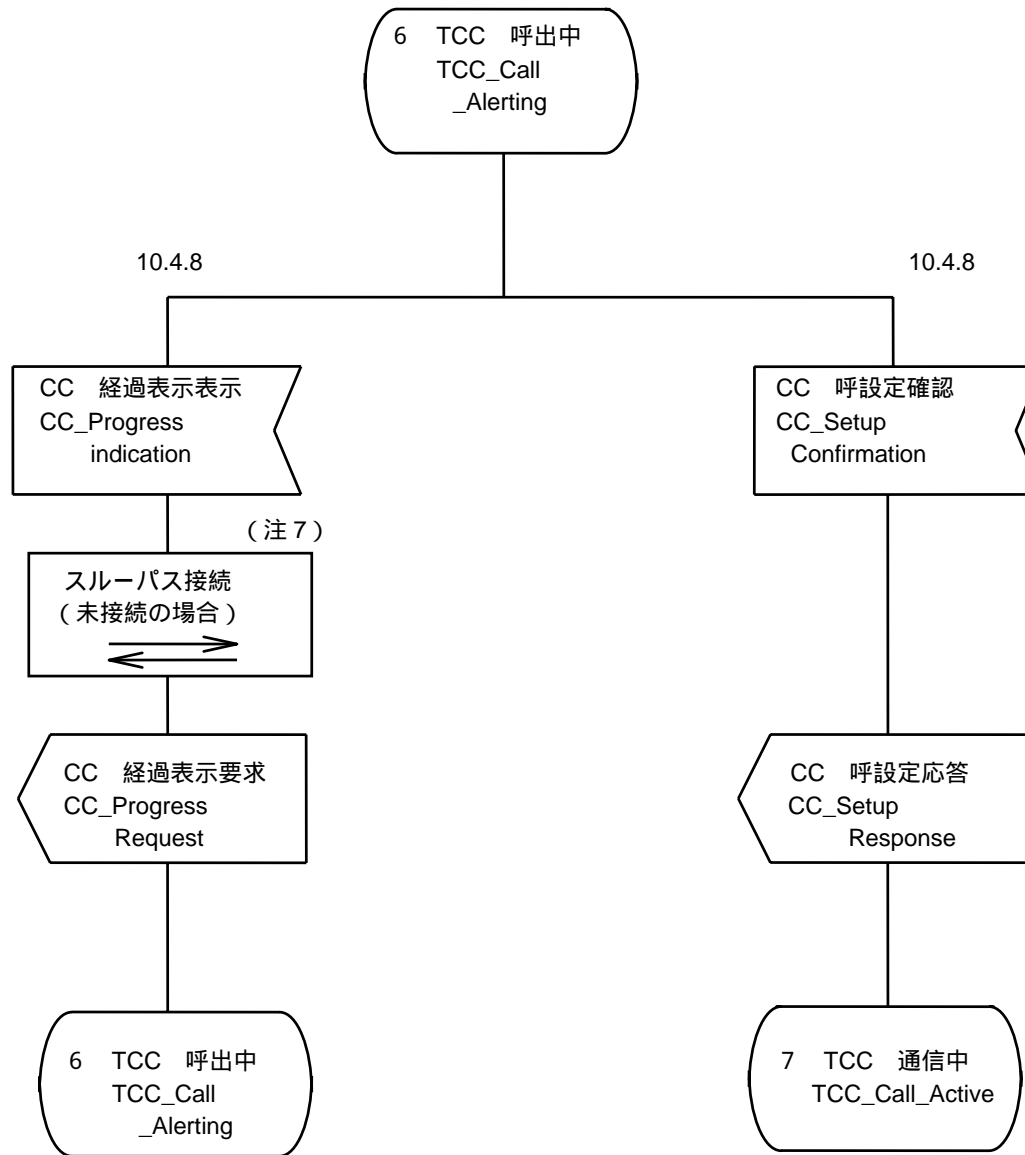 6 TCC 呼出中
TCC_Call
_Alerting
10.4.8
10.4.8
CC 経過表示表示
CC_Progress
indication
CC 呼設定確認
CC_Setup
Confirmation
(注7)
スルーパス接続
(未接続の場合)
CC 経過表示要求
CC_Progress
Request
CC 呼設定応答
CC_Setup
Response
6 TCC 呼出中
TCC_Call
_Alerting
7 TCC 通信中
TCC_Call_Active